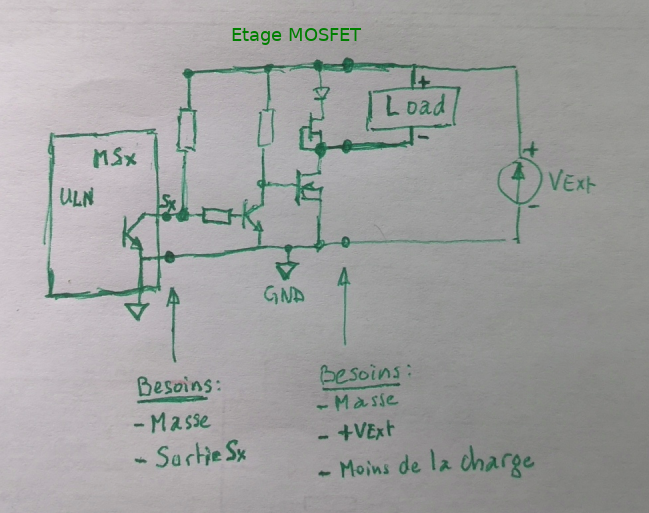 Etage MOSFET
MSx
ULN
Sx
+
Load
-
+
VExt
-
GND
Besoins:
- Masse
- Sortie Sx
Besoins:
- Masse
- +VExt
- Moins de la charge